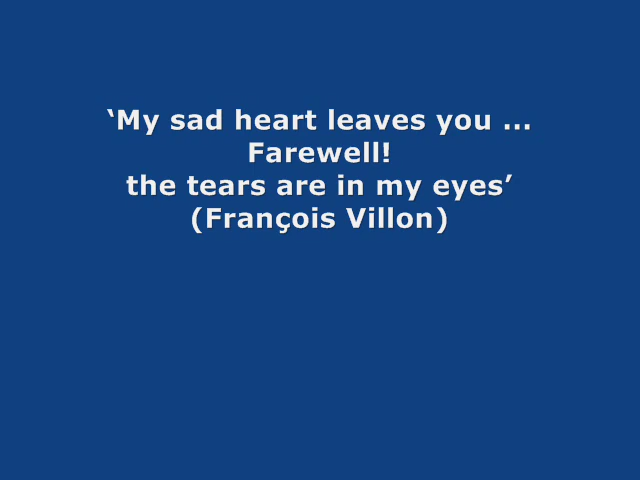 ‘My sad heart leaves you …
Farewell!
the tears are in my eyes’
(François Villon)